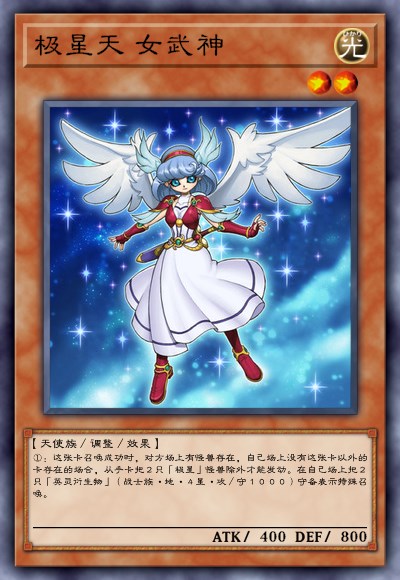 极星天 女武神
光
【天使族／调整／效果】
①：这张卡召唤成功时，对方场上有怪兽存在，自己场上没有这张卡以外的
卡存在的场合，从手卡把２只「极星」怪兽除外才能发动。在自己场上把２
只「英灵衍生物」（战士族·地·４星·攻／守１０００）守备表示特殊召
唤。
ATK/ 400 DEF/ 800